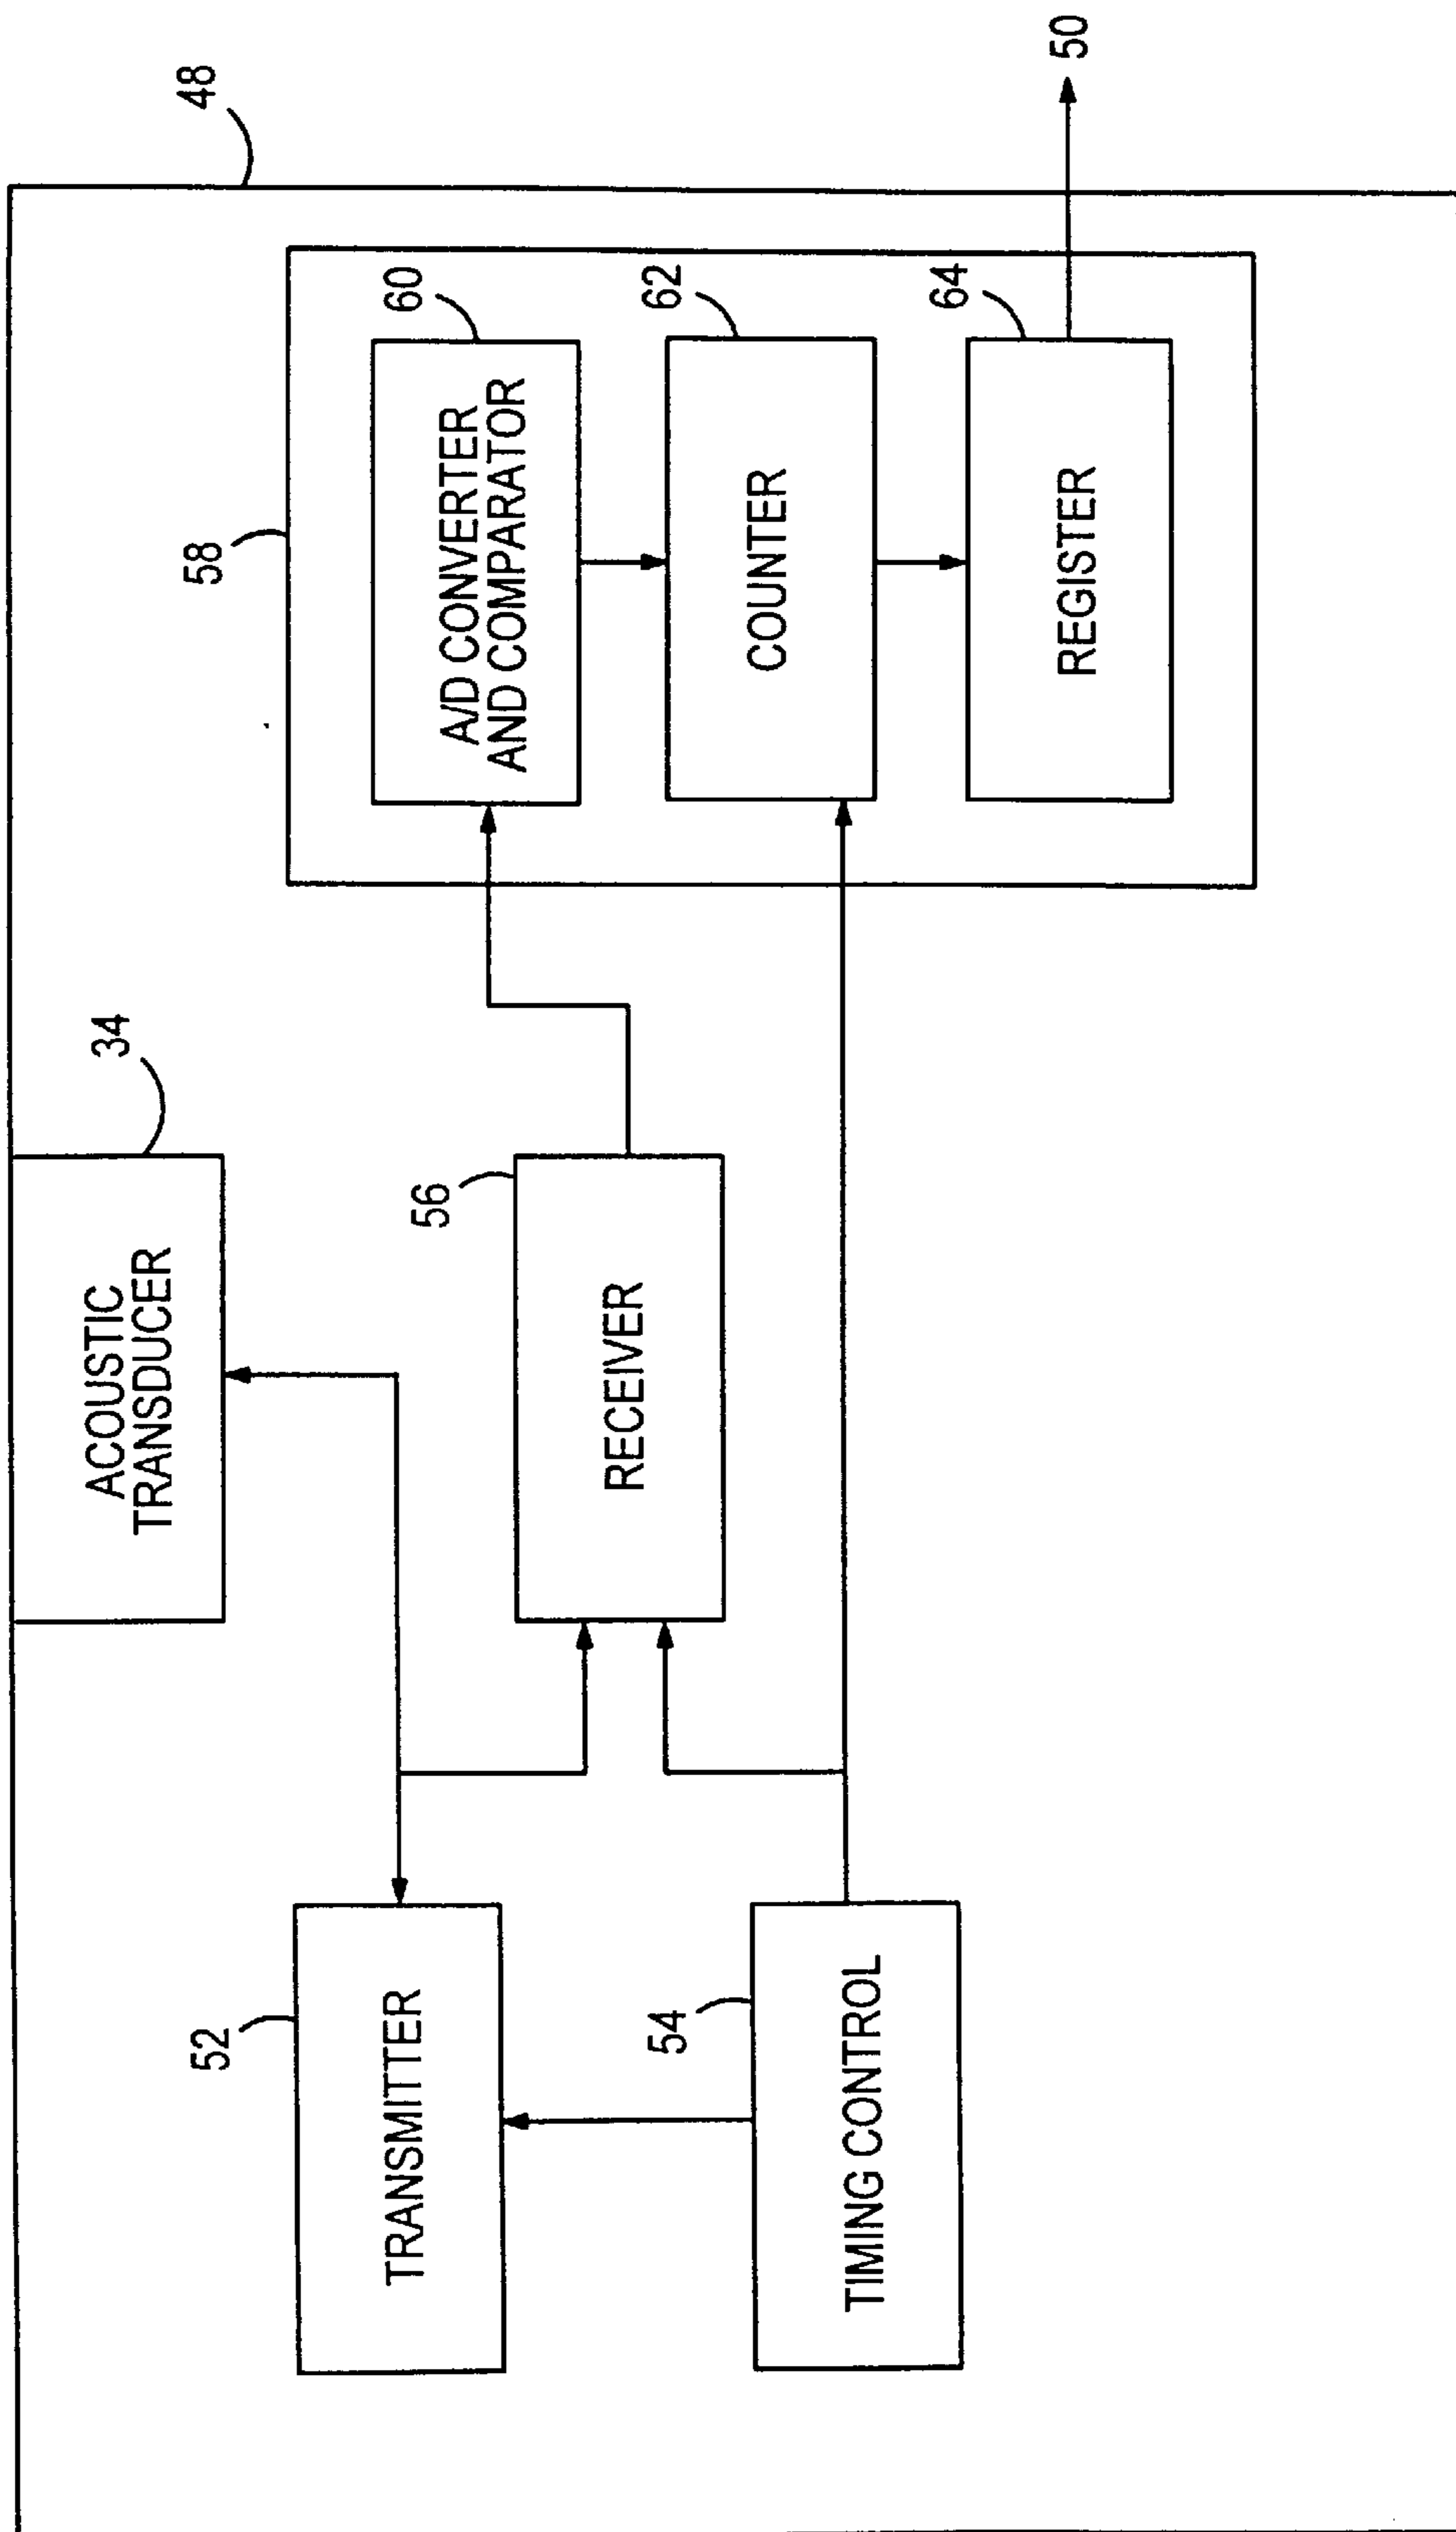 48
34
ACOUSTIC
TRANSDUCER
58
60
A/D CONVERTER
AND COMPARATOR
52
TRANSMITTER
56
RECEIVER
62
COUNTER
54
TIMING CONTROL
64
REGISTER
50